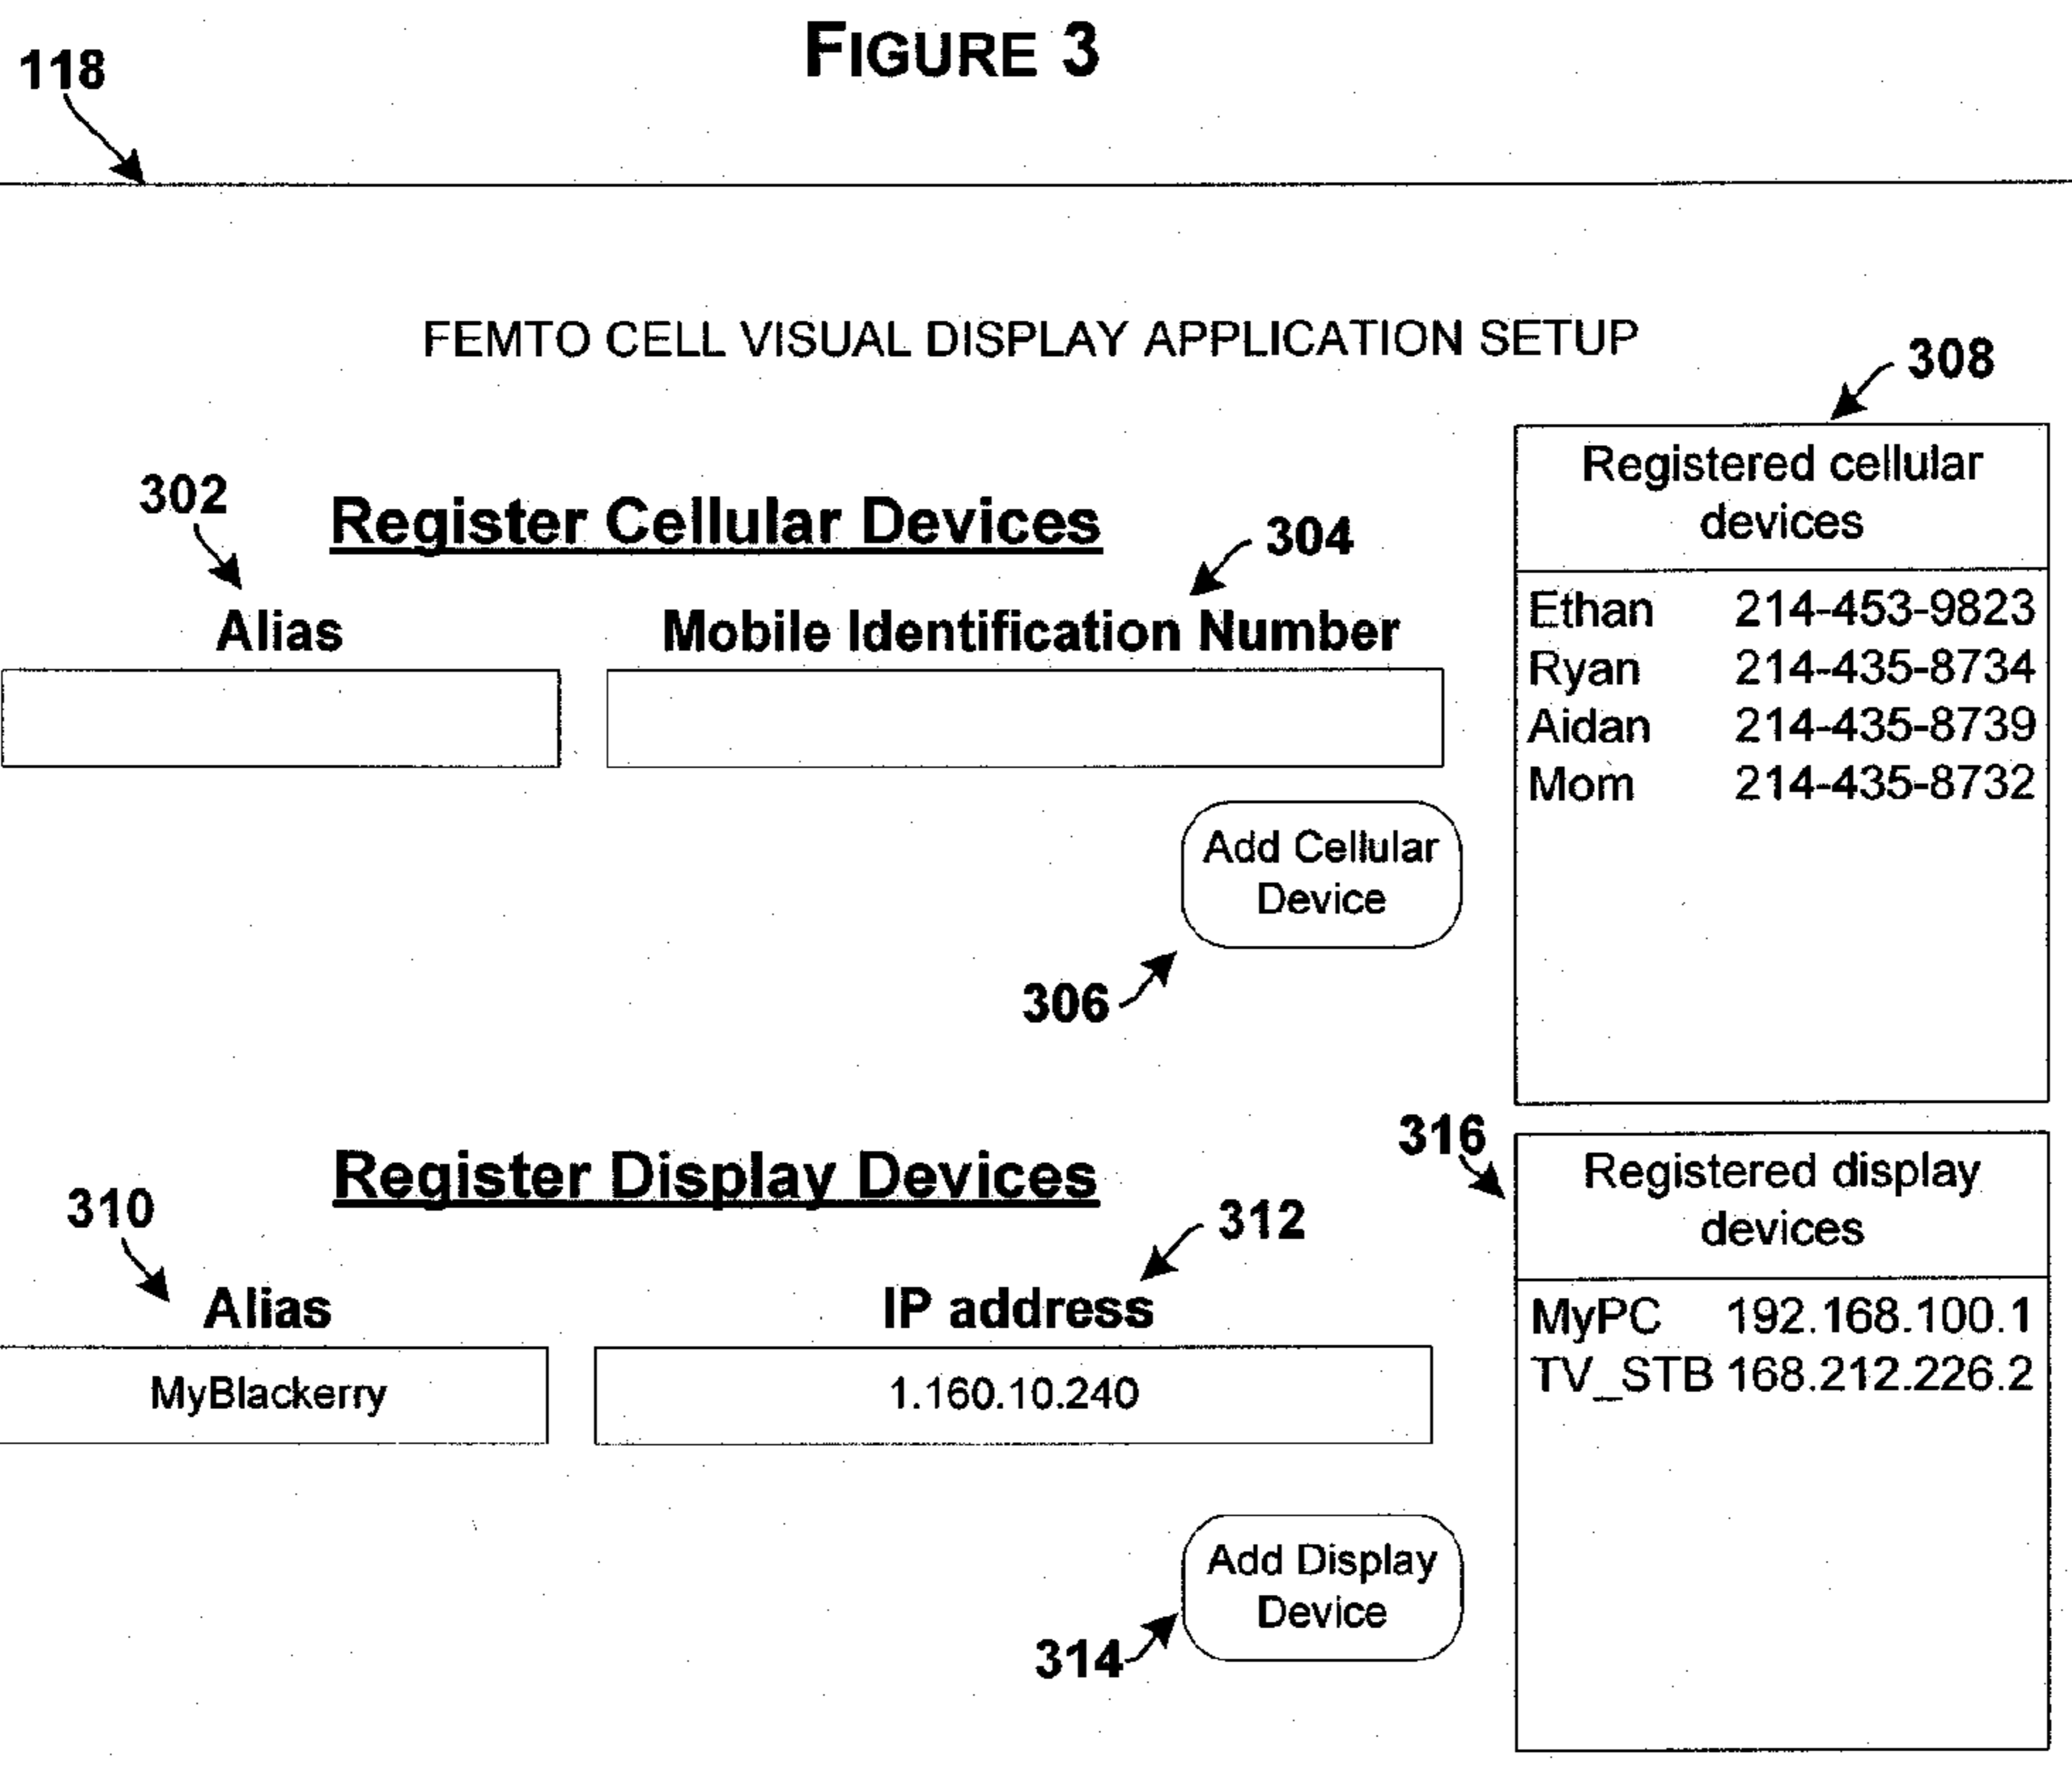 FIGURE 3
118
FEMTO CELL VISUAL DISPLAY APPLICATION SETUP
308
302
Register Cellular Devices
304
Alias
Mobile Identification Number
Add Cellular
Device
306
Registered cellular
devices
Ethan 214-453-9823
Ryan 214-435-8734
Aidan 214-435-8739
Mom 214-435-8732
Register Display Devices
310
312
Alias
IP address
MyBlackerry
1.160.10.240
Add Display
Device
314
316
Registered display
devices
MyPC 192.168.100.1
TV_STB 168.212.226.2